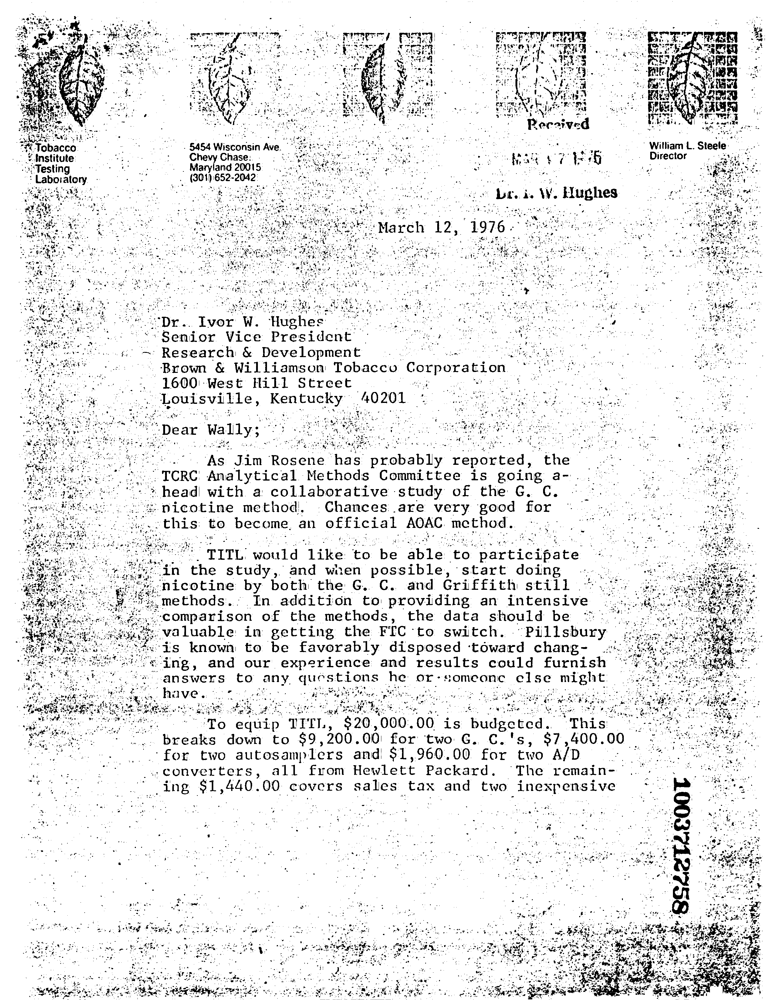 Tobacco
Institute
Testing
Laboratory
5454 Wisconsin Ave.
Chevy Chase,
Maryland 20015
(301) 652-2042
Received
MAR 17 1976
Dr. I. W. Hughes
William L. Steele
Director
March 12, 1976
Dr. Ivor W. Hughes
Senior Vice President
Research & Development
Brown & Williamson Tobacco Corporation
1600 West Hill Street
Louisville, Kentucky 40201
Dear Wally;
As Jim Rosene has probably reported, the
TCRC Analytical Methods Committee is going a-
head with a collaborative study of the G. C.
nicotine method. Chances are very good for
this to become an official AOAC method.
TITL would like to be able to participate
in the study, and when possible, start doing
nicotine by both the G. C. and Griffith still
methods. In addition to providing an intensive
comparison of the methods, the data should be
valuable in getting the FTC to switch. Pillsbury
is known to be favorably disposed toward chang-
ing, and our experience and results could furnish
answers to any questions he or someone else might
have.
To equip TITL, $20,000.00 is budgeted. This
breaks down to $9,200.00 for two G. C.'s, $7,400.00
for two autosamplers and $1,960.00 for two A/D
converters, all from Hewlett Packard. The remain-
ing $1,440.00 covers sales tax and two inexpensive
1003712758